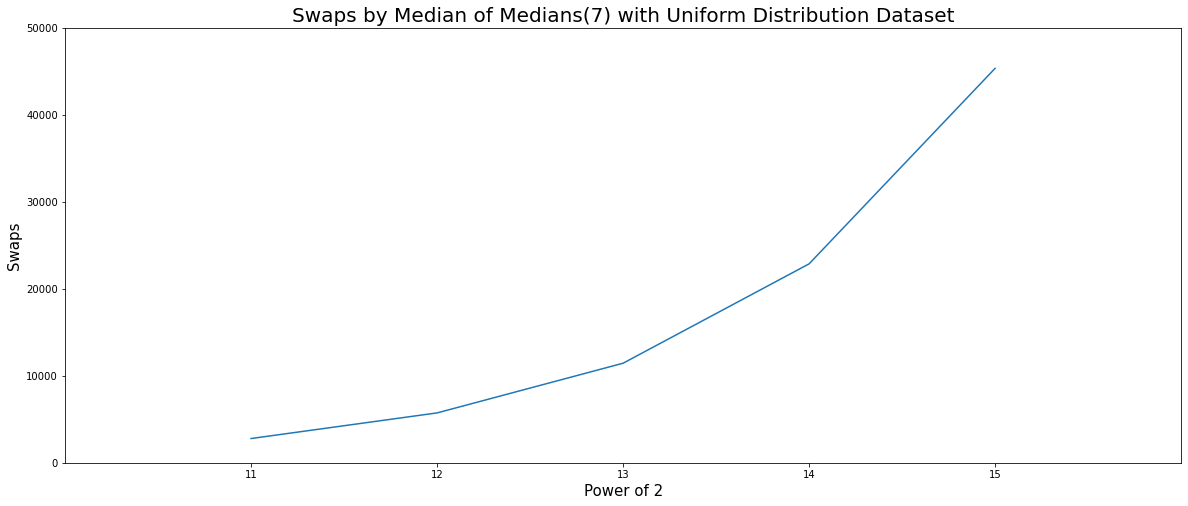 Swaps by Median of Medians(7) with Uniform Distribution Dataset
50000
40000
30000
20000
10000
0
Swaps
11 12 13 14 15
Power of 2